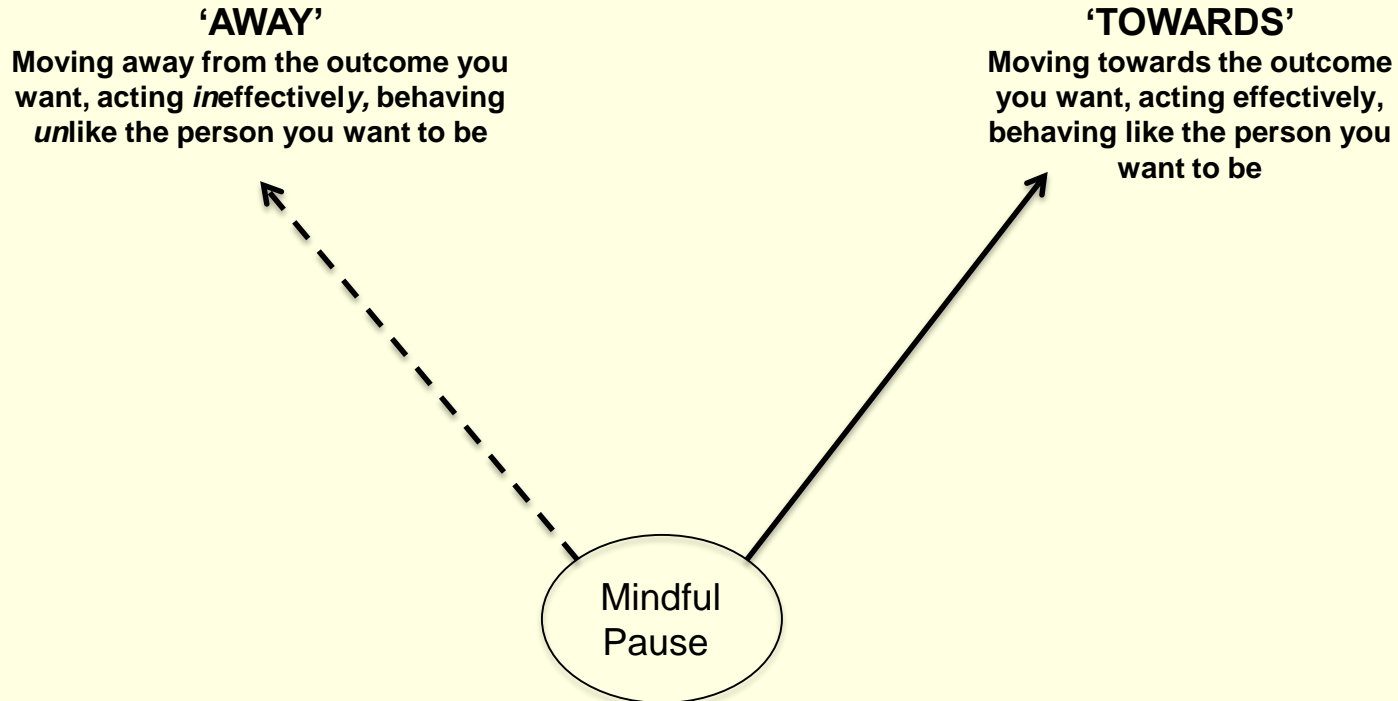 ‘AWAY’
Moving away from the outcome you
want, acting ineffectively, behaving
unlike the person you want to be
‘TOWARDS’
Moving towards the outcome
you want, acting effectively,
behaving like the person you
want to be
Mindful
Pause